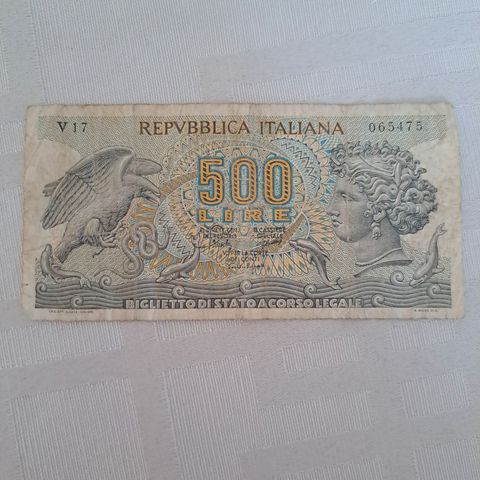 V 17 REPVBBLICA ITALIANA 065475
500
LIRE
BIGLIETTO DI STATO A CORSO LEGALE